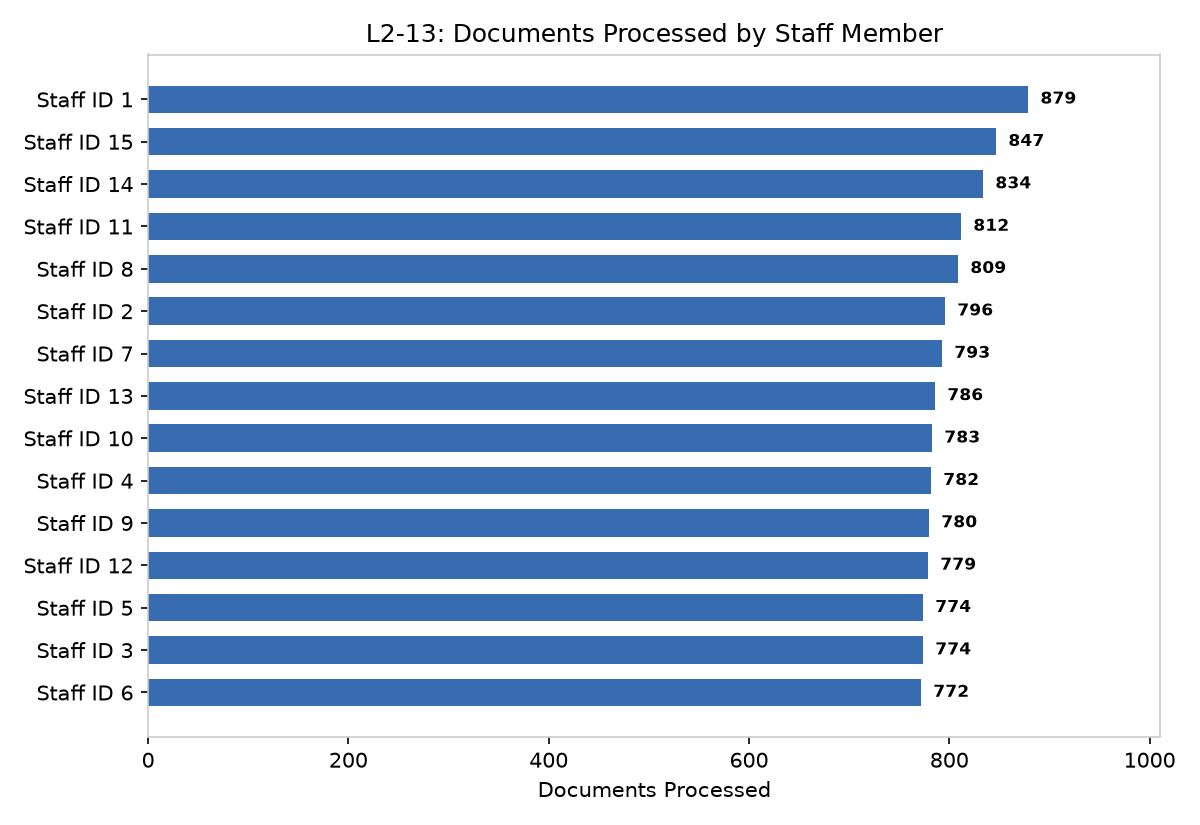 L2-13: Documents Processed by Staff Member
Staff ID 1 879
Staff ID 15 847
Staff ID 14 834
Staff ID 11 812
Staff ID 8 809
Staff ID 2 796
Staff ID 7 793
Staff ID 13 786
Staff ID 10 783
Staff ID 4 782
Staff ID 9 780
Staff ID 12 779
Staff ID 5 774
Staff ID 3 774
Staff ID 6 772
0 200 400 600 800 1000
Documents Processed